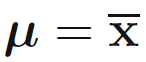 μ = x̄